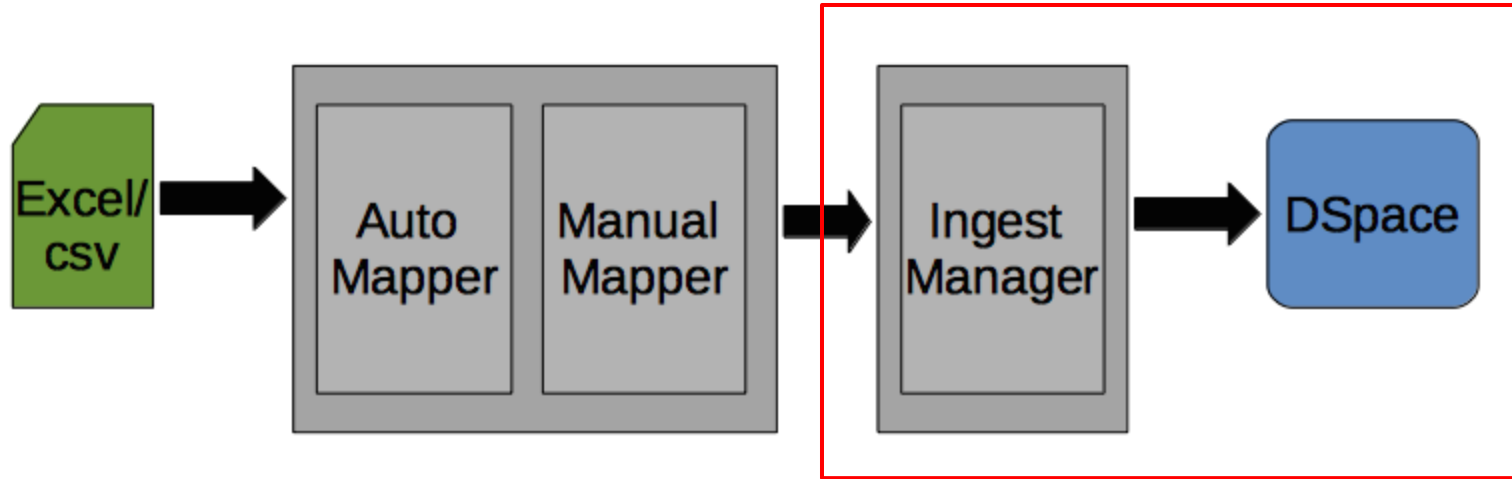 Excel/
csv
Auto
Mapper
Manual
Mapper
Ingest
Manager
DSpace